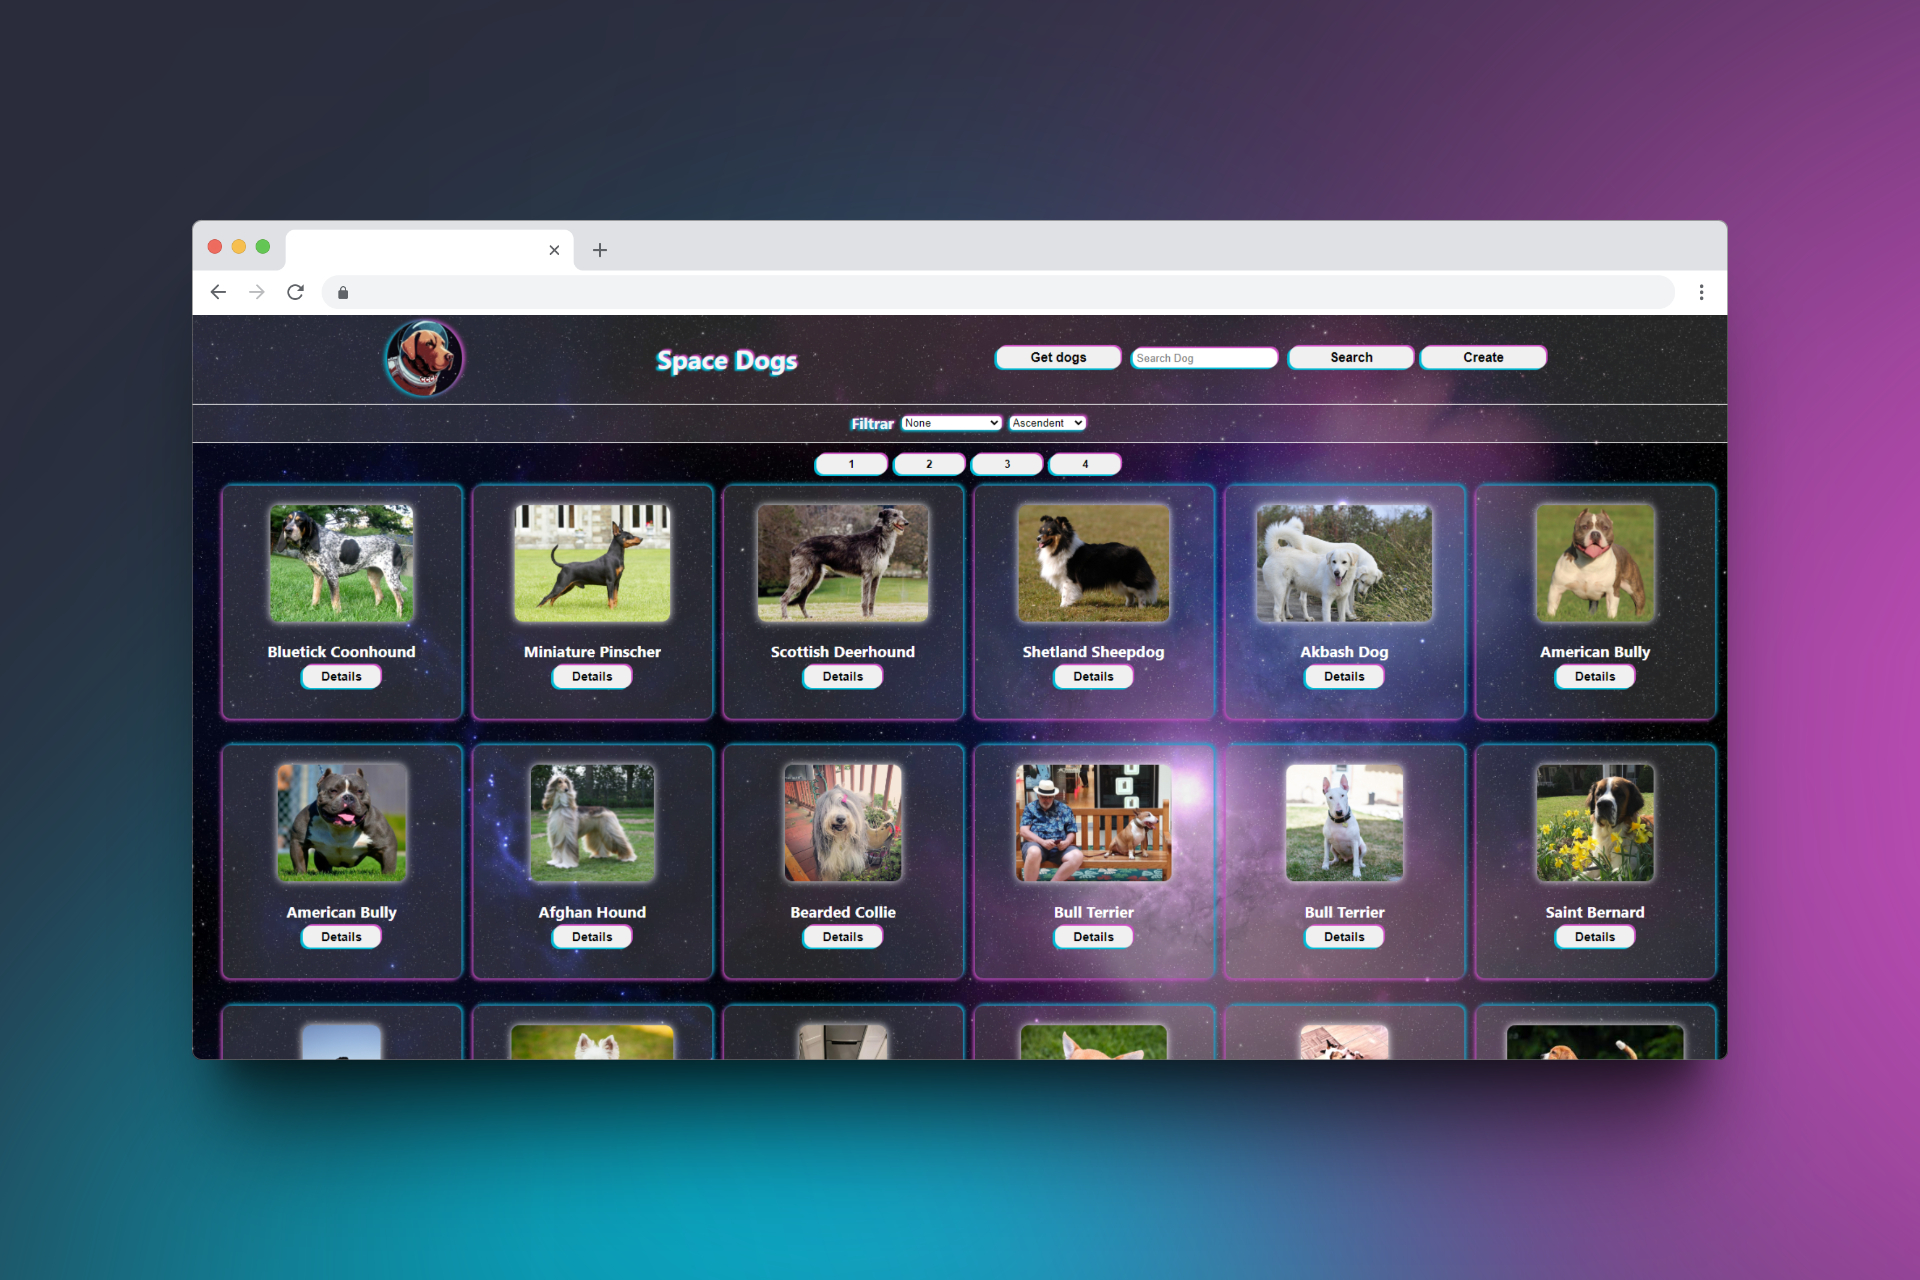 Space Dogs
Get dogs
Search Dog
Search
Create
Filtrar
None
Ascendent
1 2 3 4
Bluetick Coonhound
Details
Miniature Pinscher
Details
Scottish Deerhound
Details
Shetland Sheepdog
Details
Akbash Dog
Details
American Bully
Details
American Bully
Details
Afghan Hound
Details
Bearded Collie
Details
Bull Terrier
Details
Bull Terrier
Details
Saint Bernard
Details